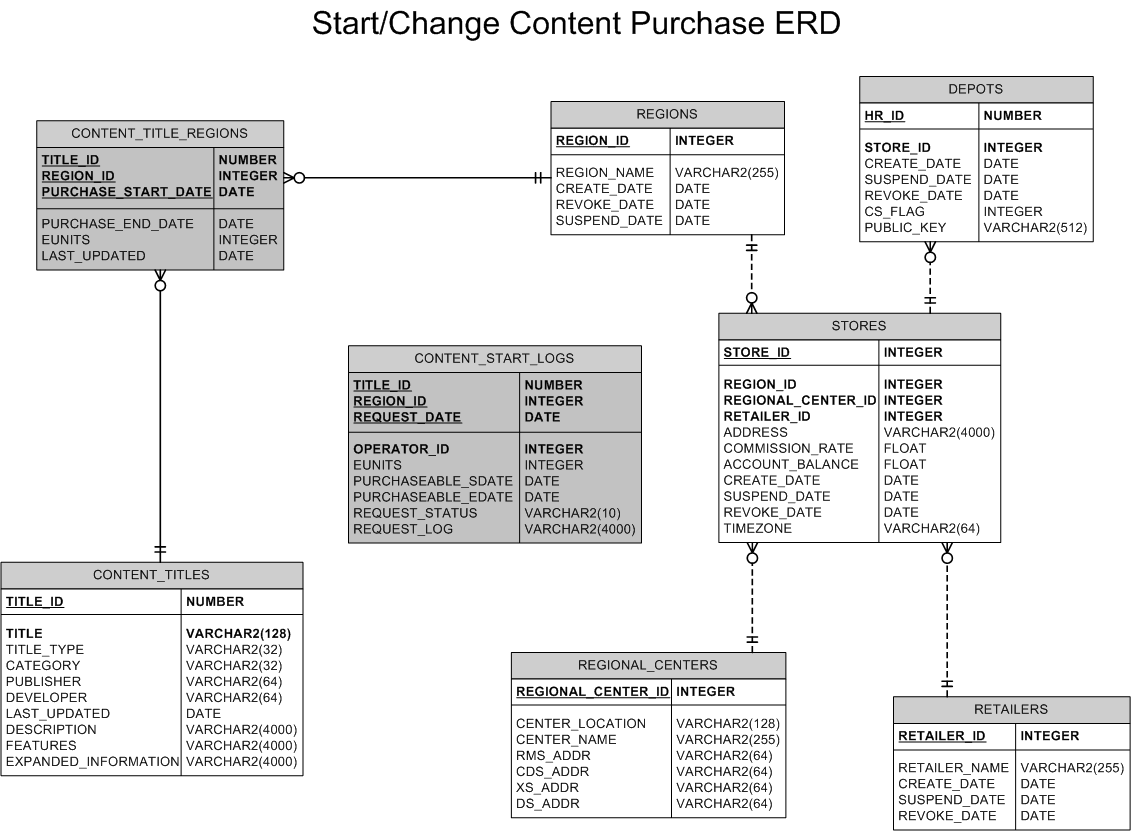 Start/Change Content Purchase ERD
CONTENT_TITLE_REGIONS
TITLE_ID NUMBER
REGION_ID INTEGER
PURCHASE_START_DATE DATE
PURCHASE_END_DATE DATE
EUNITS INTEGER
LAST_UPDATED DATE
REGIONS
REGION_ID INTEGER
REGION_NAME VARCHAR2(255)
CREATE_DATE DATE
REVOKE_DATE DATE
SUSPEND_DATE DATE
DEPOTS
HR_ID NUMBER
STORE_ID INTEGER
CREATE_DATE DATE
SUSPEND_DATE DATE
REVOKE_DATE DATE
CS_FLAG INTEGER
PUBLIC_KEY VARCHAR2(512)
CONTENT_START_LOGS
TITLE_ID NUMBER
REGION_ID INTEGER
REQUEST_DATE DATE
OPERATOR_ID INTEGER
EUNITS INTEGER
PURCHASEABLE_SDATE DATE
PURCHASEABLE_EDATE DATE
REQUEST_STATUS VARCHAR2(10)
REQUEST_LOG VARCHAR2(4000)
STORES
STORE_ID INTEGER
REGION_ID INTEGER
REGIONAL_CENTER_ID INTEGER
RETAILER_ID INTEGER
ADDRESS VARCHAR2(4000)
COMMISSION_RATE FLOAT
ACCOUNT_BALANCE FLOAT
CREATE_DATE DATE
SUSPEND_DATE DATE
REVOKE_DATE DATE
TIMEZONE VARCHAR2(64)
CONTENT_TITLES
TITLE_ID NUMBER
TITLE VARCHAR2(128)
TITLE_TYPE VARCHAR2(32)
CATEGORY VARCHAR2(32)
PUBLISHER VARCHAR2(64)
DEVELOPER VARCHAR2(64)
LAST_UPDATED DATE
DESCRIPTION VARCHAR2(4000)
FEATURES VARCHAR2(4000)
EXPANDED_INFORMATION VARCHAR2(4000)
REGIONAL_CENTERS
REGIONAL_CENTER_ID INTEGER
CENTER_LOCATION VARCHAR2(128)
CENTER_NAME VARCHAR2(255)
RMS_ADDR VARCHAR2(64)
CDS_ADDR VARCHAR2(64)
XS_ADDR VARCHAR2(64)
DS_ADDR VARCHAR2(64)
RETAILERS
RETAILER_ID INTEGER
RETAILER_NAME VARCHAR2(255)
CREATE_DATE DATE
SUSPEND_DATE DATE
REVOKE_DATE DATE